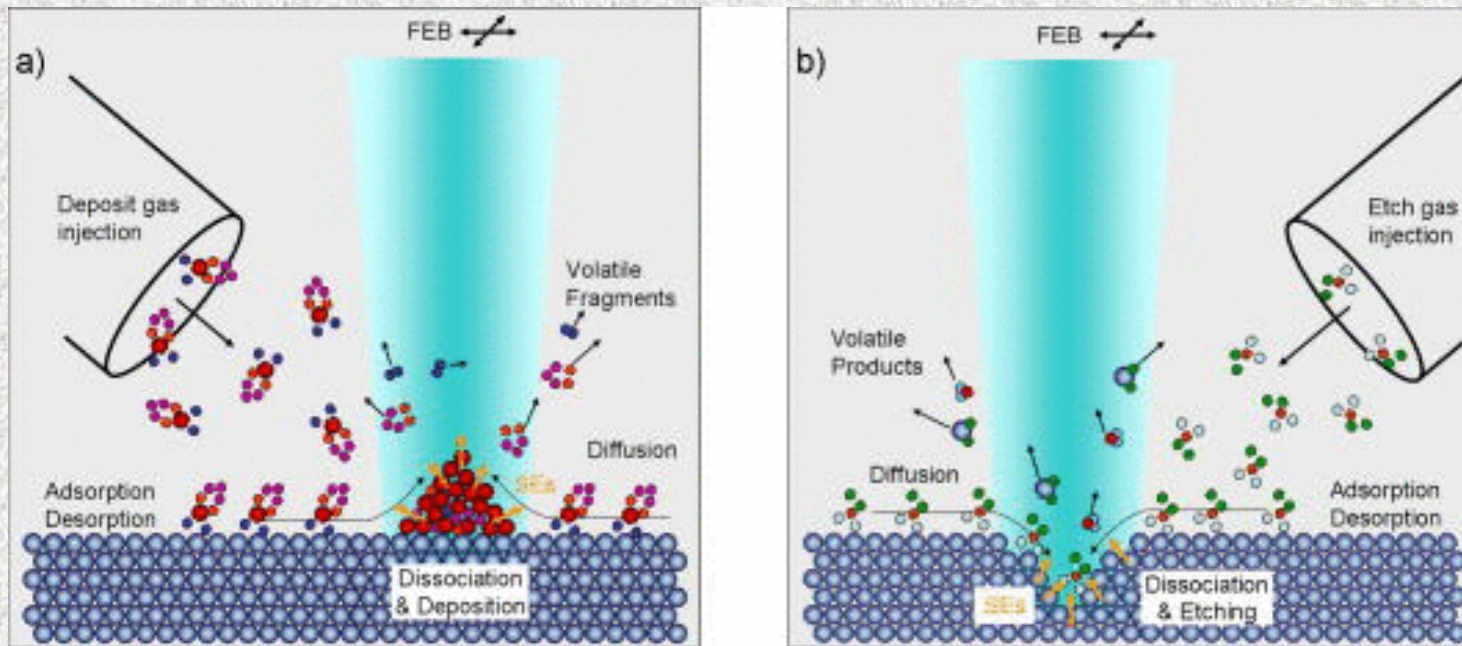 a)
FEB
Deposit gas
injection
Volatile
Fragments
Diffusion
SEs
Adsorption
Desorption
Dissociation
& Deposition
b)
FEB
Etch gas
injection
Volatile
Products
Diffusion
Adsorption
Desorption
SEs
Dissociation
& Etching